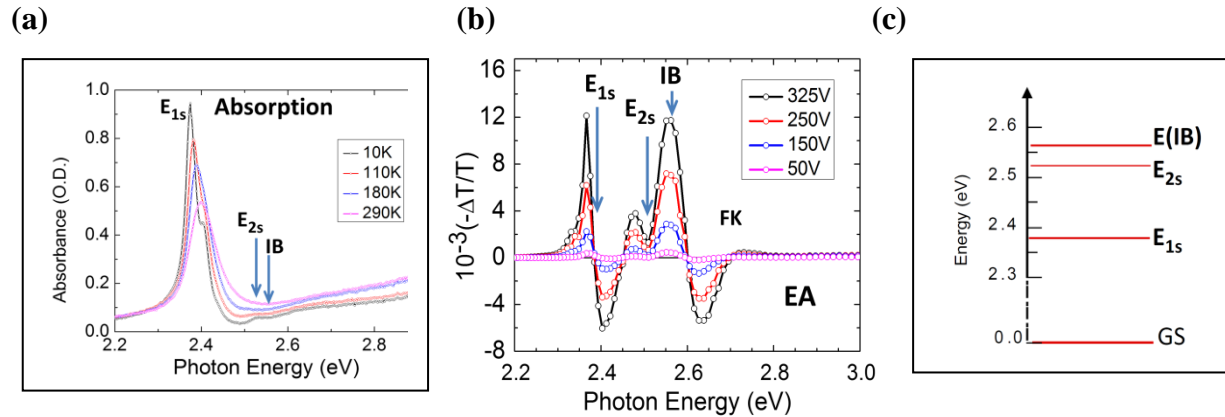 (a)
(b)
(c)
E1s
Absorption
10K
110K
180K
290K
E2s
IB
Absorbance (O.D.)
1.0
0.8
0.6
0.4
0.2
0.0
2.2 2.4 2.6 2.8
Photon Energy (eV)
16
12
8
4
0
-4
-8
10-3(-ΔT/T)
E1s
E2s
IB
325V
250V
150V
50V
FK
EA
2.2 2.4 2.6 2.8 3.0
Photon Energy (eV)
Energy (eV)
2.6
2.5
2.4
2.3
0.0
E(IB)
E2s
E1s
GS